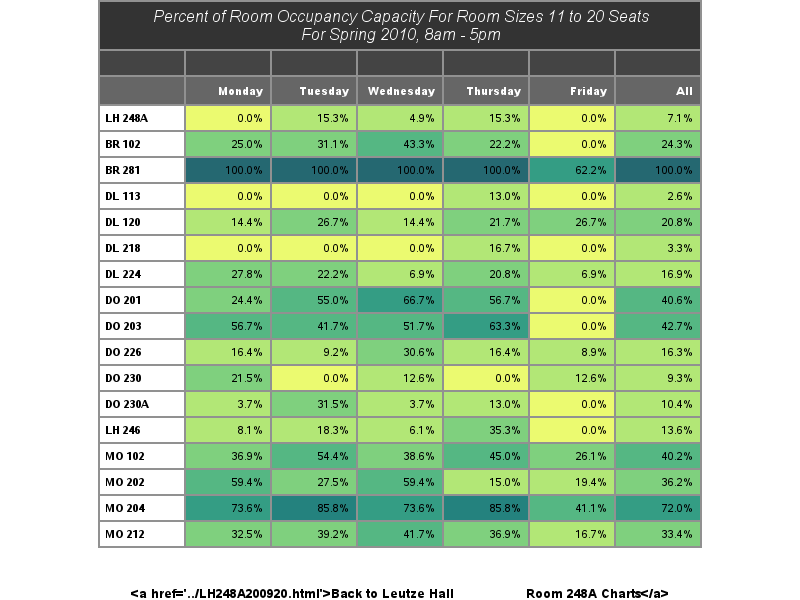 Percent of Room Occupancy Capacity For Room Sizes 11 to 20 Seats
For Spring 2010, 8am - 5pm
Monday Tuesday Wednesday Thursday Friday All
LH 248A 0.0% 15.3% 4.9% 15.3% 0.0% 7.1%
BR 102 25.0% 31.1% 43.3% 22.2% 0.0% 24.3%
BR 281 100.0% 100.0% 100.0% 100.0% 62.2% 100.0%
DL 113 0.0% 0.0% 0.0% 13.0% 0.0% 2.6%
DL 120 14.4% 26.7% 14.4% 21.7% 26.7% 20.8%
DL 218 0.0% 0.0% 0.0% 16.7% 0.0% 3.3%
DL 224 27.8% 22.2% 6.9% 20.8% 6.9% 16.9%
DO 201 24.4% 55.0% 66.7% 56.7% 0.0% 40.6%
DO 203 56.7% 41.7% 51.7% 63.3% 0.0% 42.7%
DO 226 16.4% 9.2% 30.6% 16.4% 8.9% 16.3%
DO 230 21.5% 0.0% 12.6% 0.0% 12.6% 9.3%
DO 230A 3.7% 31.5% 3.7% 13.0% 0.0% 10.4%
LH 246 8.1% 18.3% 6.1% 35.3% 0.0% 13.6%
MO 102 36.9% 54.4% 38.6% 45.0% 26.1% 40.2%
MO 202 59.4% 27.5% 59.4% 15.0% 19.4% 36.2%
MO 204 73.6% 85.8% 73.6% 85.8% 41.1% 72.0%
MO 212 32.5% 39.2% 41.7% 36.9% 16.7% 33.4%
<a href='../LH248A200920.html'>Back to Leutze Hall Room 248A Charts</a>